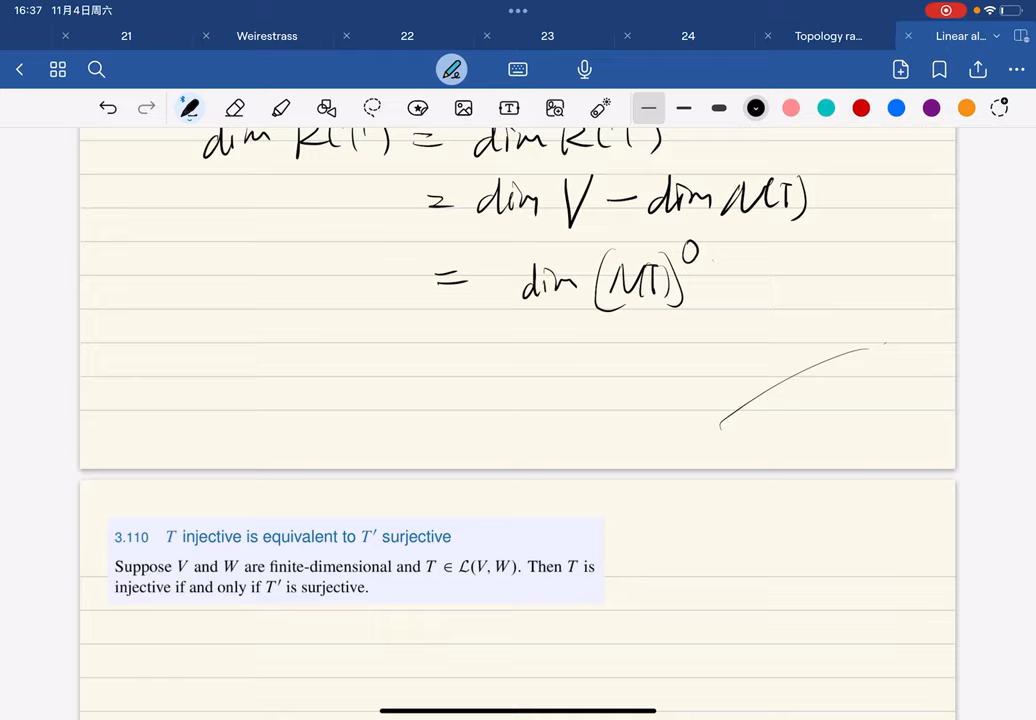 16:37 11月4日周六
21 Weirestrass 22 23 24 Topology ra... Linear al...
dim R(T') = dim R(T)
= dim V - dim N(T)
= dim (N(T))^0
3.110 T injective is equivalent to T′ surjective
Suppose V and W are finite-dimensional and T ∈ ℒ(V, W). Then T is
injective if and only if T′ is surjective.